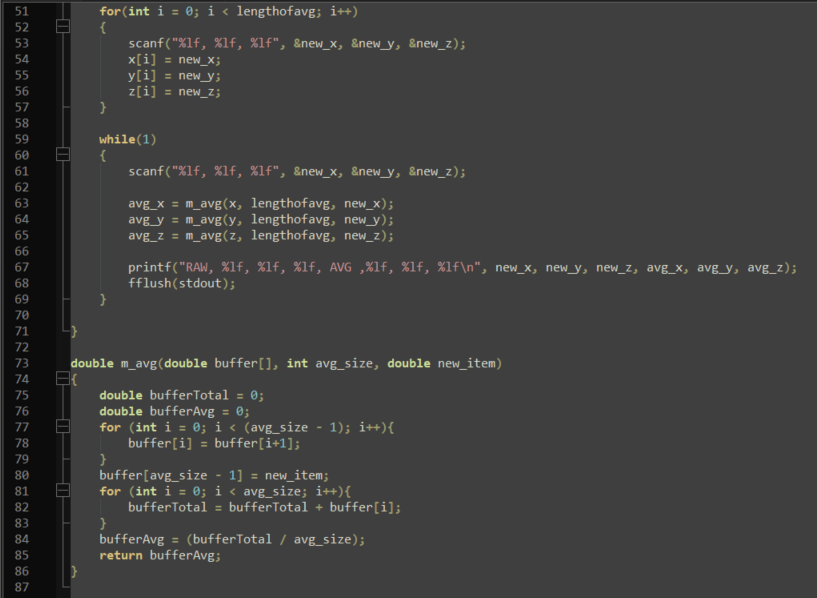 51 for(int i = 0; i < lengthofavg; i++)
52 {
53 scanf("%lf, %lf, %lf", &new_x, &new_y, &new_z);
54 x[i] = new_x;
55 y[i] = new_y;
56 z[i] = new_z;
57 }
58
59 while(1)
60 {
61 scanf("%lf, %lf, %lf", &new_x, &new_y, &new_z);
62
63 avg_x = m_avg(x, lengthofavg, new_x);
64 avg_y = m_avg(y, lengthofavg, new_y);
65 avg_z = m_avg(z, lengthofavg, new_z);
66
67 printf("RAW, %lf, %lf, %lf, AVG ,%lf, %lf, %lf\n", new_x, new_y, new_z, avg_x, avg_y, avg_z);
68 fflush(stdout);
69 }
70
71 }
72
73 double m_avg(double buffer[], int avg_size, double new_item)
74 {
75 double bufferTotal = 0;
76 double bufferAvg = 0;
77 for (int i = 0; i < (avg_size - 1); i++){
78 buffer[i] = buffer[i+1];
79 }
80 buffer[avg_size - 1] = new_item;
81 for (int i = 0; i < avg_size; i++){
82 bufferTotal = bufferTotal + buffer[i];
83 }
84 bufferAvg = (bufferTotal / avg_size);
85 return bufferAvg;
86 }
87